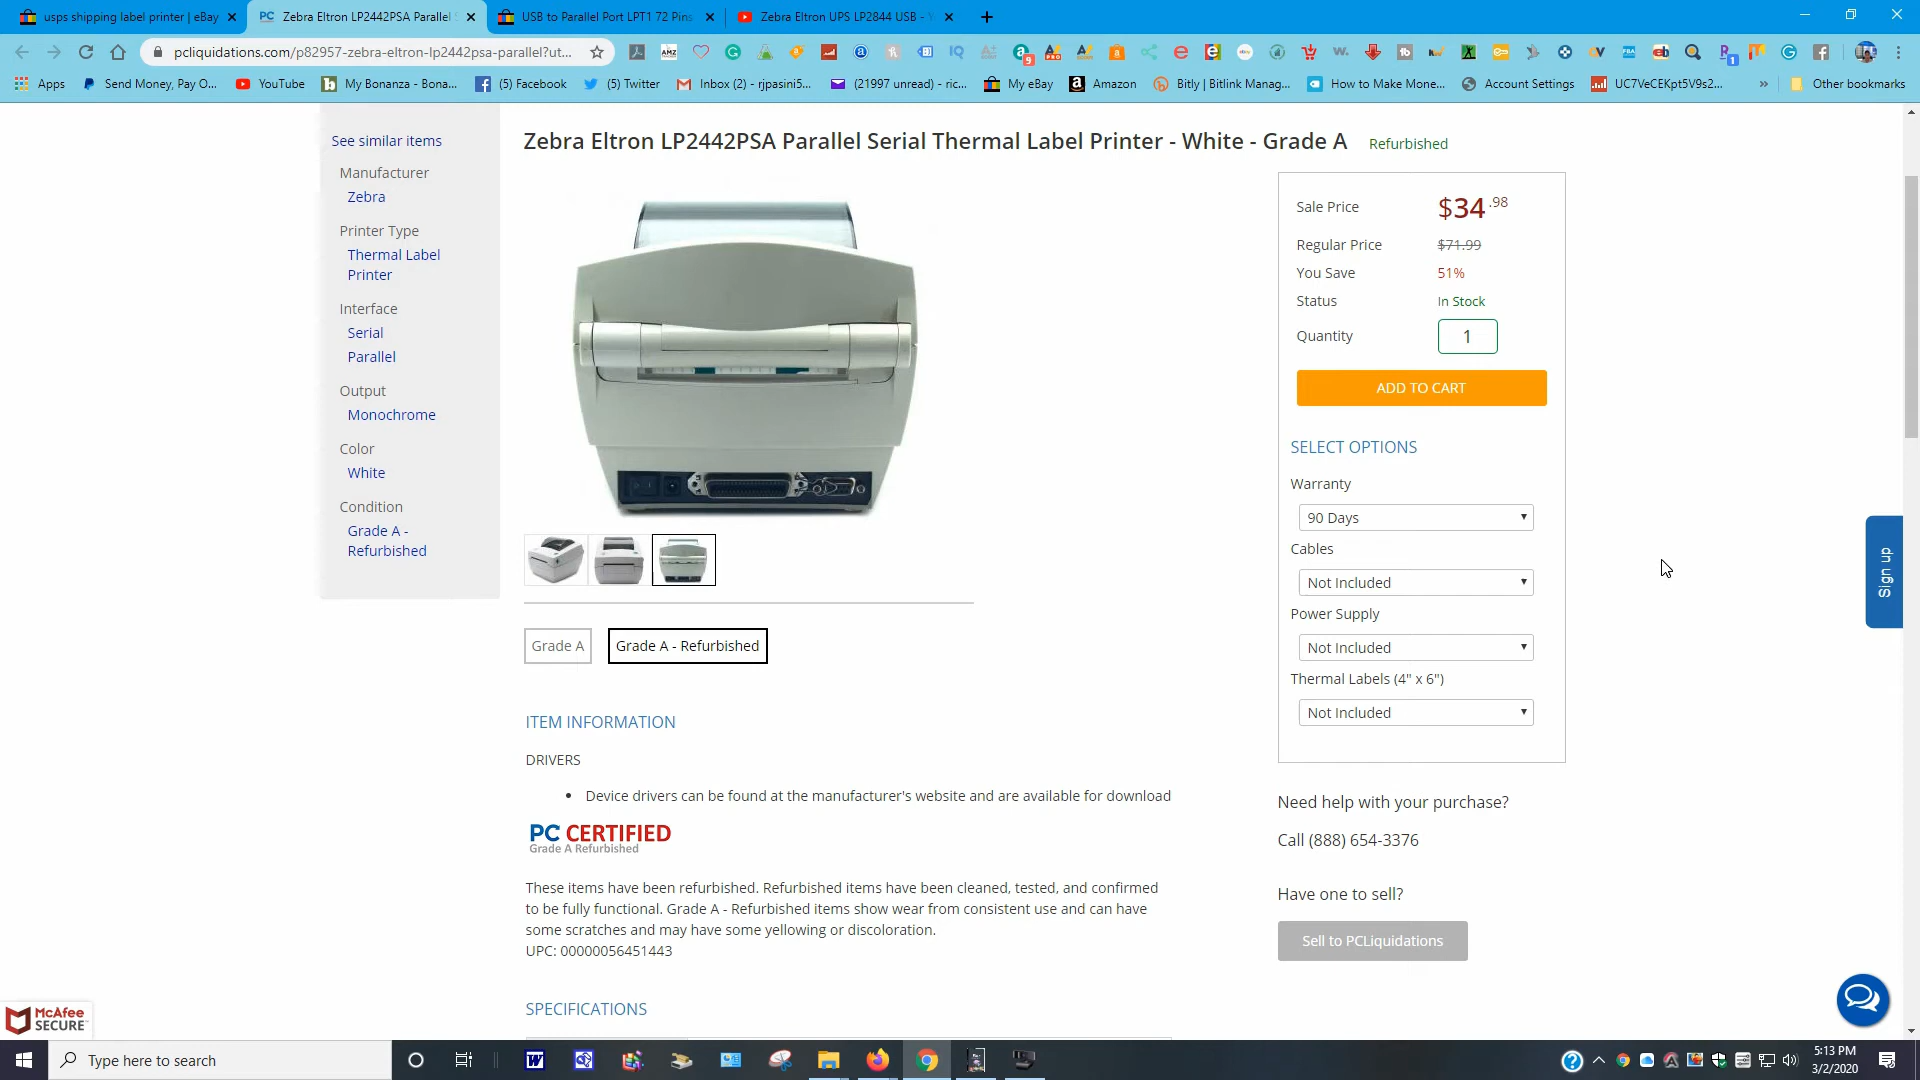 usps shipping label printer | eBay
PC Zebra Eltron LP2442PSA Parallel
USB to Parallel Port LPT1 72 Pins
Zebra Eltron UPS LP2844 USB -
pcliquidations.com/p82957-zebra-eltron-lp2442psa-parallel?ut...
Apps
Send Money, Pay O...
YouTube
My Bonanza - Bona...
(5) Facebook
(5) Twitter
Inbox (2) - rjpasini5...
(21997 unread) - ric...
My eBay
Amazon
Bitly | Bitlink Manag...
How to Make Mone...
Account Settings
UC7VeCEKpt5V9s2...
»
Other bookmarks
See similar items
Manufacturer
Zebra
Printer Type
Thermal Label
Printer
Interface
Serial
Parallel
Output
Monochrome
Color
White
Condition
Grade A -
Refurbished
Zebra Eltron LP2442PSA Parallel Serial Thermal Label Printer - White - Grade A Refurbished
Grade A
Grade A - Refurbished
ITEM INFORMATION
DRIVERS
• Device drivers can be found at the manufacturer's website and are available for download
PC CERTIFIED
Grade A Refurbished
These items have been refurbished. Refurbished items have been cleaned, tested, and confirmed
to be fully functional. Grade A - Refurbished items show wear from consistent use and can have
some scratches and may have some yellowing or discoloration.
UPC: 00000056451443
SPECIFICATIONS
Sale Price $34.98
Regular Price $71.99
You Save 51%
Status In Stock
Quantity 1
ADD TO CART
SELECT OPTIONS
Warranty
90 Days
Cables
Not Included
Power Supply
Not Included
Thermal Labels (4" x 6")
Not Included
Need help with your purchase?
Call (888) 654-3376
Have one to sell?
Sell to PCLiquidations
Sign up
McAfee
SECURE
Type here to search
5:13 PM
3/2/2020